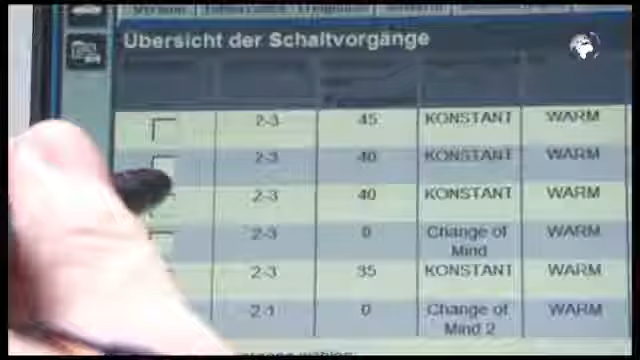 Übersicht der Schaltvorgänge
2-3 45 KONSTANT WARM
2-3 40 KONSTANT WARM
2-3 40 KONSTANT WARM
2-3 0 Change of Mind WARM
2-3 35 KONSTANT WARM
2-1 0 Change of Mind 2 WARM